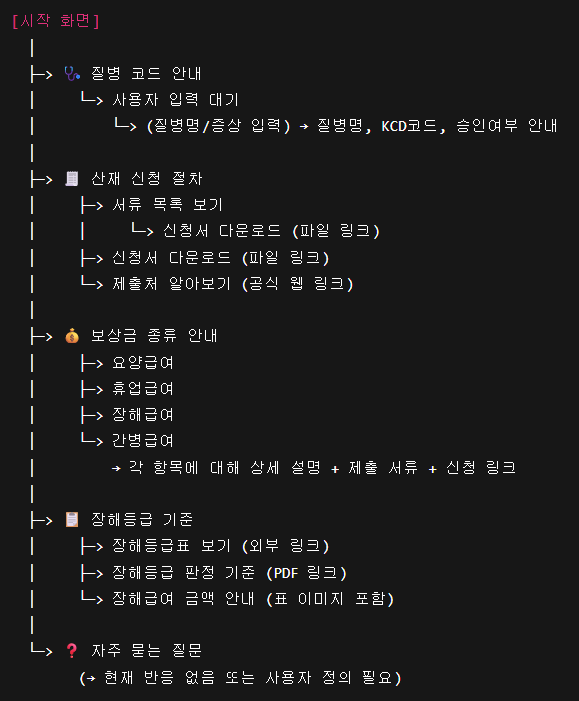 [시작 화면]
│
├─> 🩺 질병 코드 안내
│     └─> 사용자 입력 대기
│         └─> (질병명/증상 입력) → 질병명, KCD코드, 승인여부 안내
│
├─> 🧾 산재 신청 절차
│     ├─> 서류 목록 보기
│     │     └─> 신청서 다운로드 (파일 링크)
│     ├─> 신청서 다운로드 (파일 링크)
│     └─> 제출처 알아보기 (공식 웹 링크)
│
├─> 💰 보상금 종류 안내
│     ├─> 요양급여
│     ├─> 휴업급여
│     ├─> 장해급여
│     └─> 간병급여
│         → 각 항목에 대해 상세 설명 + 제출 서류 + 신청 링크
│
├─> 📋 장해등급 기준
│     ├─> 장해등급표 보기 (외부 링크)
│     ├─> 장해등급 판정 기준 (PDF 링크)
│     └─> 장해급여 금액 안내 (표 이미지 포함)
│
└─> ❓ 자주 묻는 질문
      (→ 현재 반응 없음 또는 사용자 정의 필요)